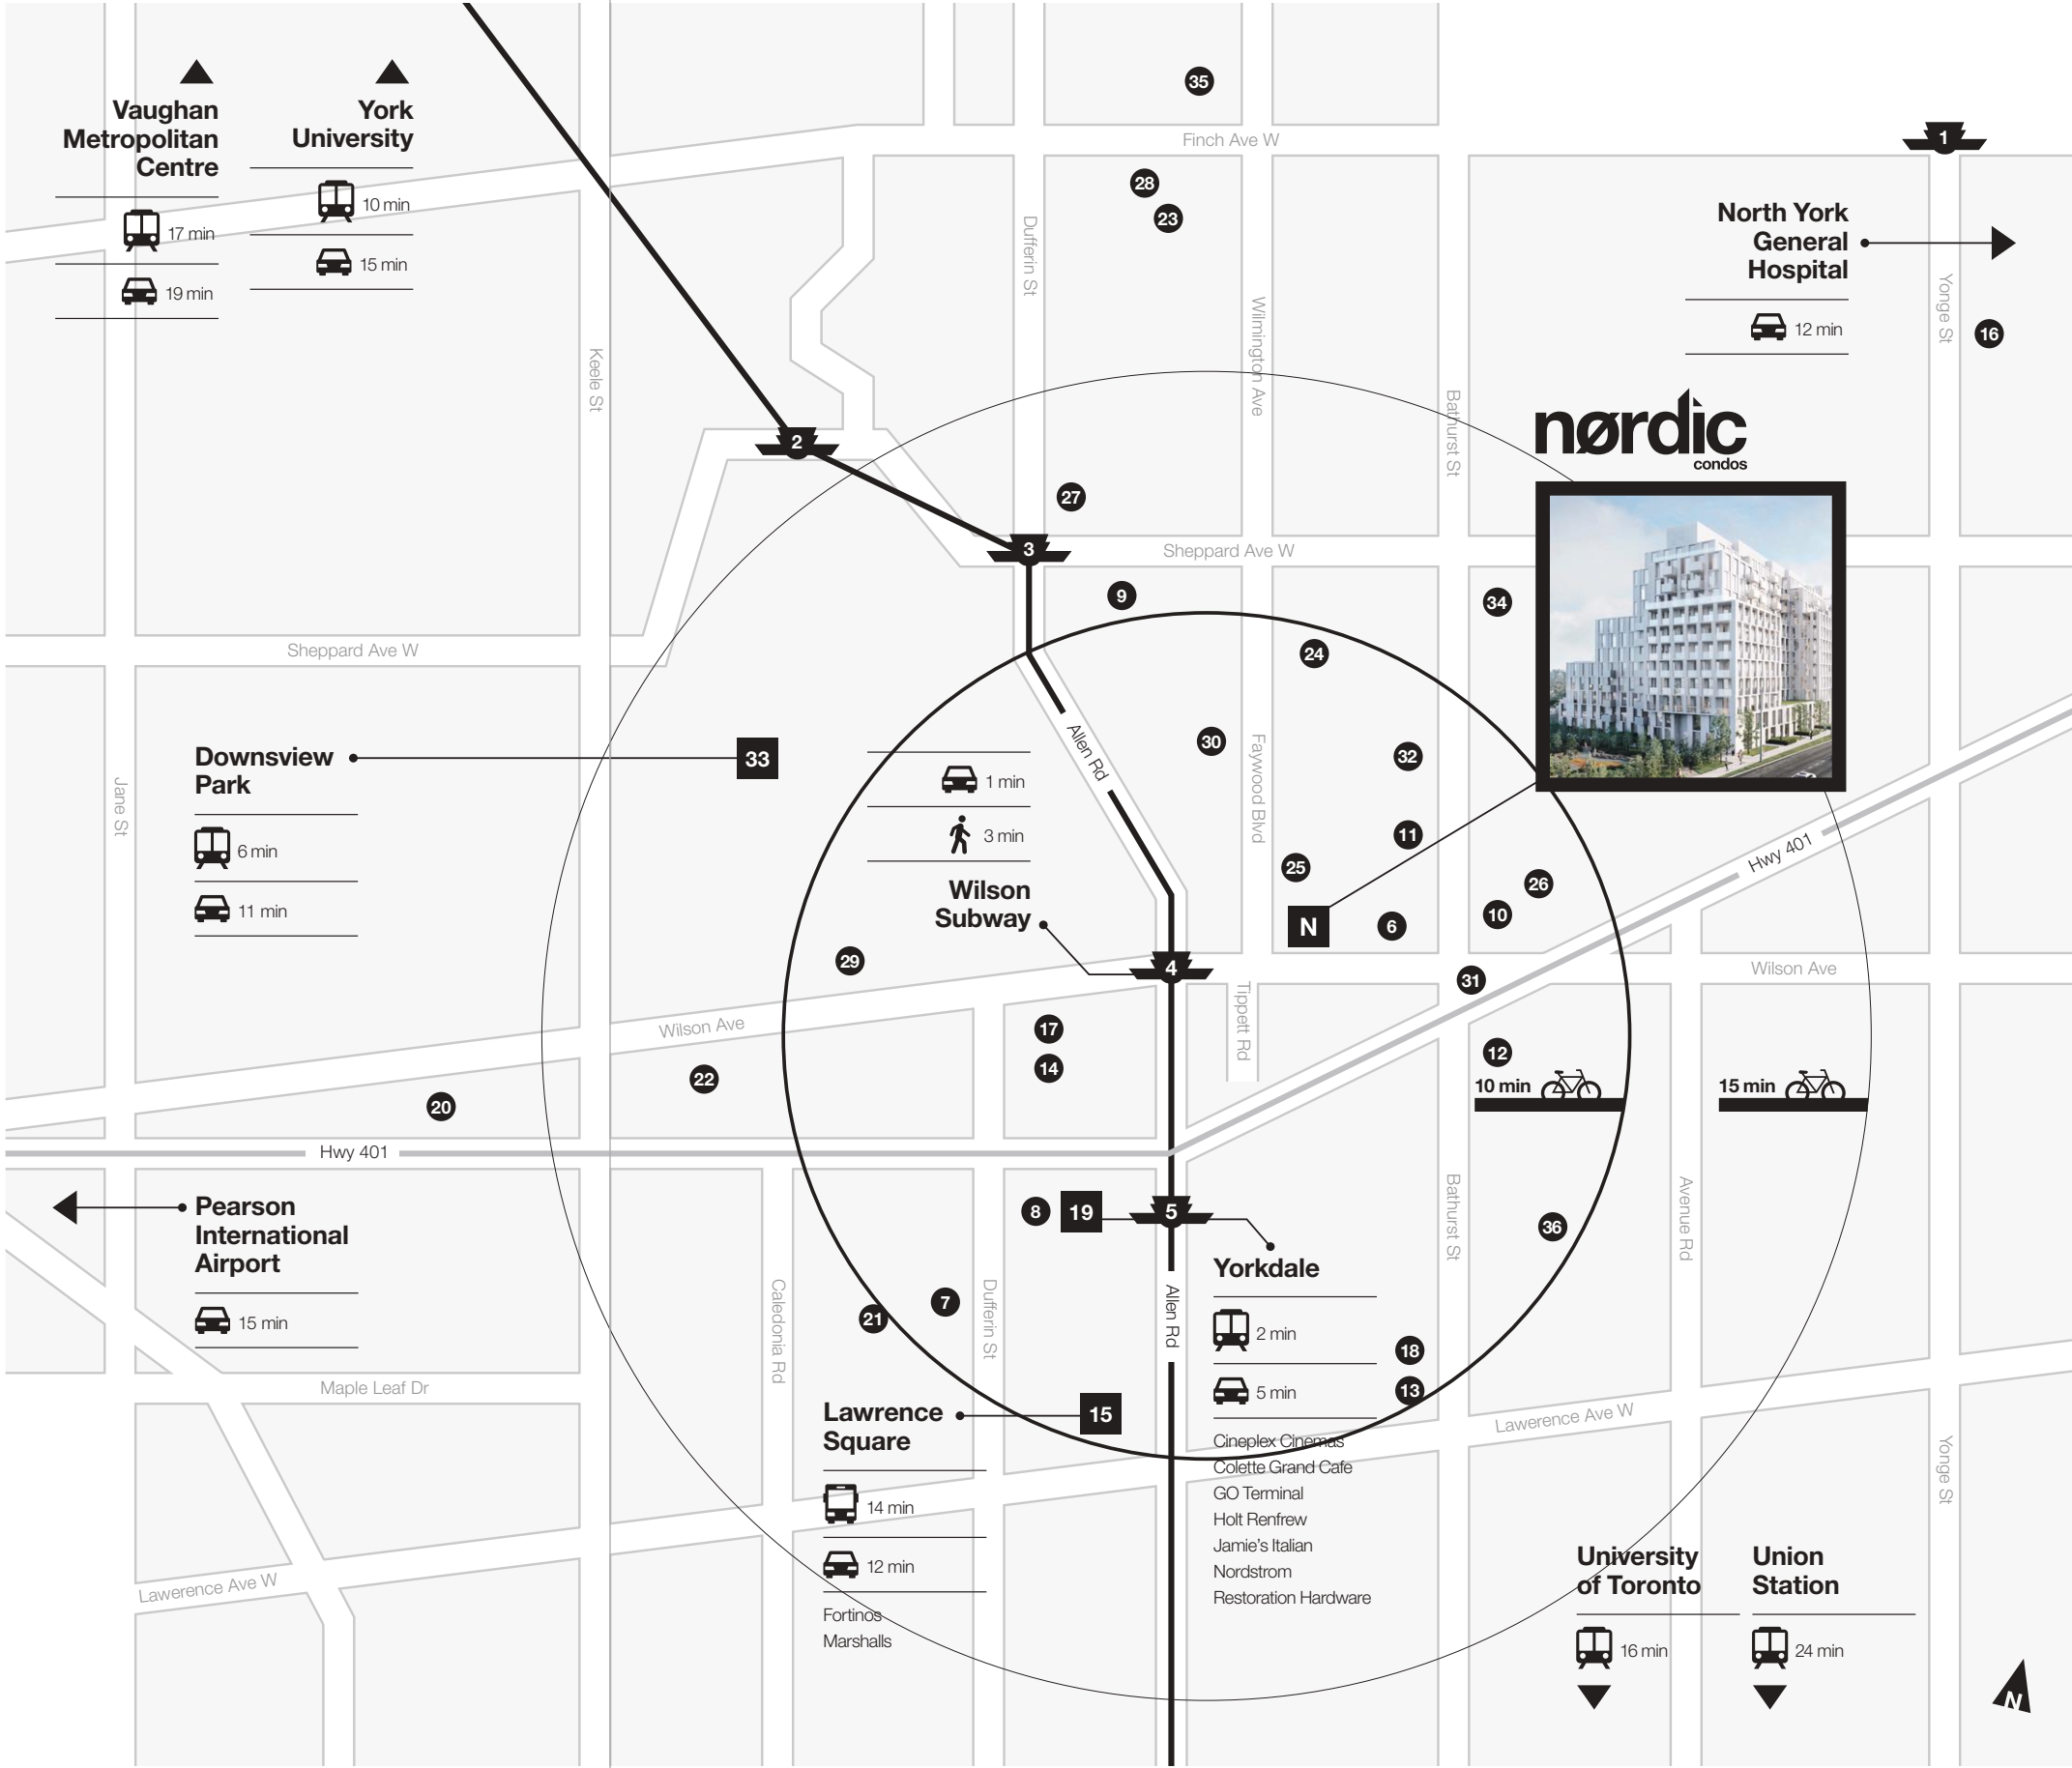 Vaughan
Metropolitan
Centre
17 min
19 min
York
University
10 min
15 min
35
Finch Ave W
28
23
1
North York
General
Hospital
12 min
16
Dufferin St
Wilmington Ave
Keele St
Bathurst St
Yonge St
nørdic
condos
2
27
3
Sheppard Ave W
9
34
24
Sheppard Ave W
Allen Rd
30
Faywood Blvd
32
Downsview
Park
6 min
11 min
33
Jane St
1 min
3 min
Wilson
Subway
11
25
26
Hwy 401
N
6
10
29
4
31
Wilson Ave
Wilson Ave
17
14
Tippett Rd
12
10 min
15 min
22
20
Hwy 401
Pearson
International
Airport
15 min
8
19
5
Bathurst St
Avenue Rd
36
Yorkdale
2 min
5 min
Cineplex Cinemas
Colette Grand Cafe
GO Terminal
Holt Renfrew
Jamie's Italian
Nordstrom
Restoration Hardware
Allen Rd
Caledonia Rd
Dufferin St
21
7
18
13
Maple Leaf Dr
Lawrence
Square
14 min
12 min
Fortinos
Marshalls
15
Lawerence Ave W
Yonge St
Lawerence Ave W
University
of Toronto
16 min
Union
Station
24 min
N